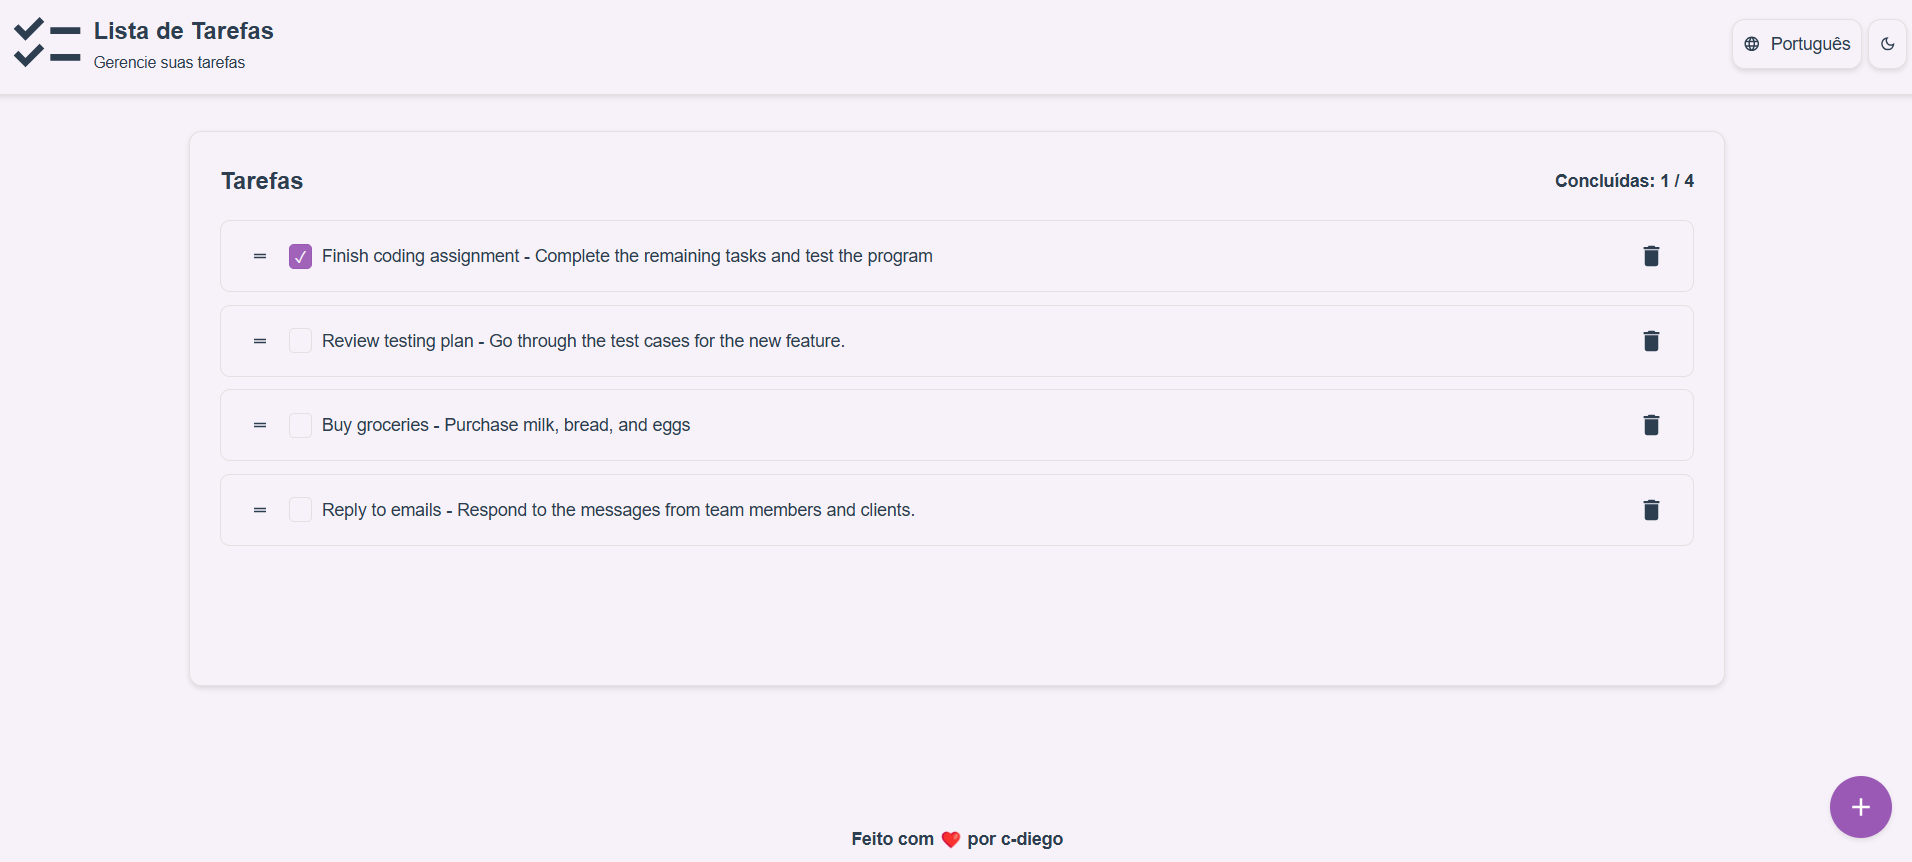 Lista de Tarefas
Gerencie suas tarefas
Português
Tarefas
Concluídas: 1 / 4
Finish coding assignment - Complete the remaining tasks and test the program
Review testing plan - Go through the test cases for the new feature.
Buy groceries - Purchase milk, bread, and eggs
Reply to emails - Respond to the messages from team members and clients.
Feito com ❤️ por c-diego